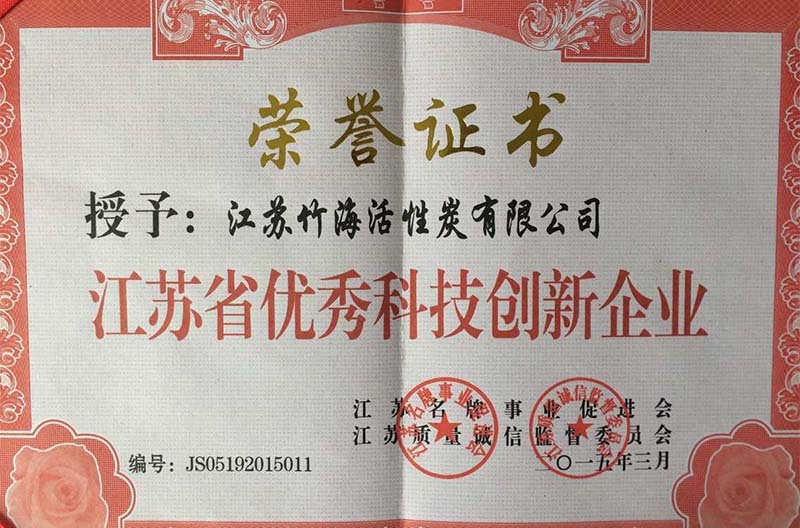 荣誉证书
授予：江苏竹海活性炭有限公司
江苏省优秀科技创新企业
江苏名牌事业促进会
江苏质量诚信监督委员会
编号：JS05192015011
二〇一五年三月